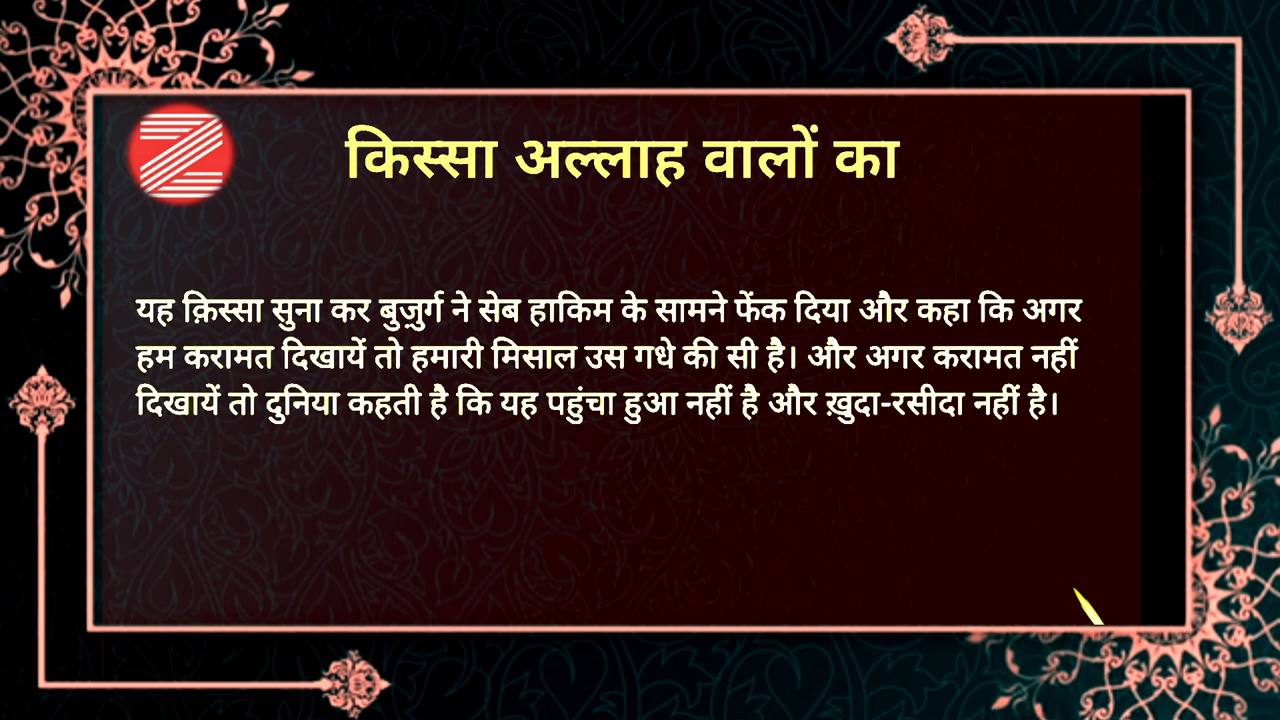 किस्सा अल्लाह वालों का
यह क़िस्सा सुना कर बुज़ुर्ग ने सेब हाकिम के सामने फेंक दिया और कहा कि अगर
हम करामत दिखायें तो हमारी मिसाल उस गधे की सी है। और अगर करामत नहीं
दिखायें तो दुनिया कहती है कि यह पहुंचा हुआ नहीं है और ख़ुदा-रसीदा नहीं है।